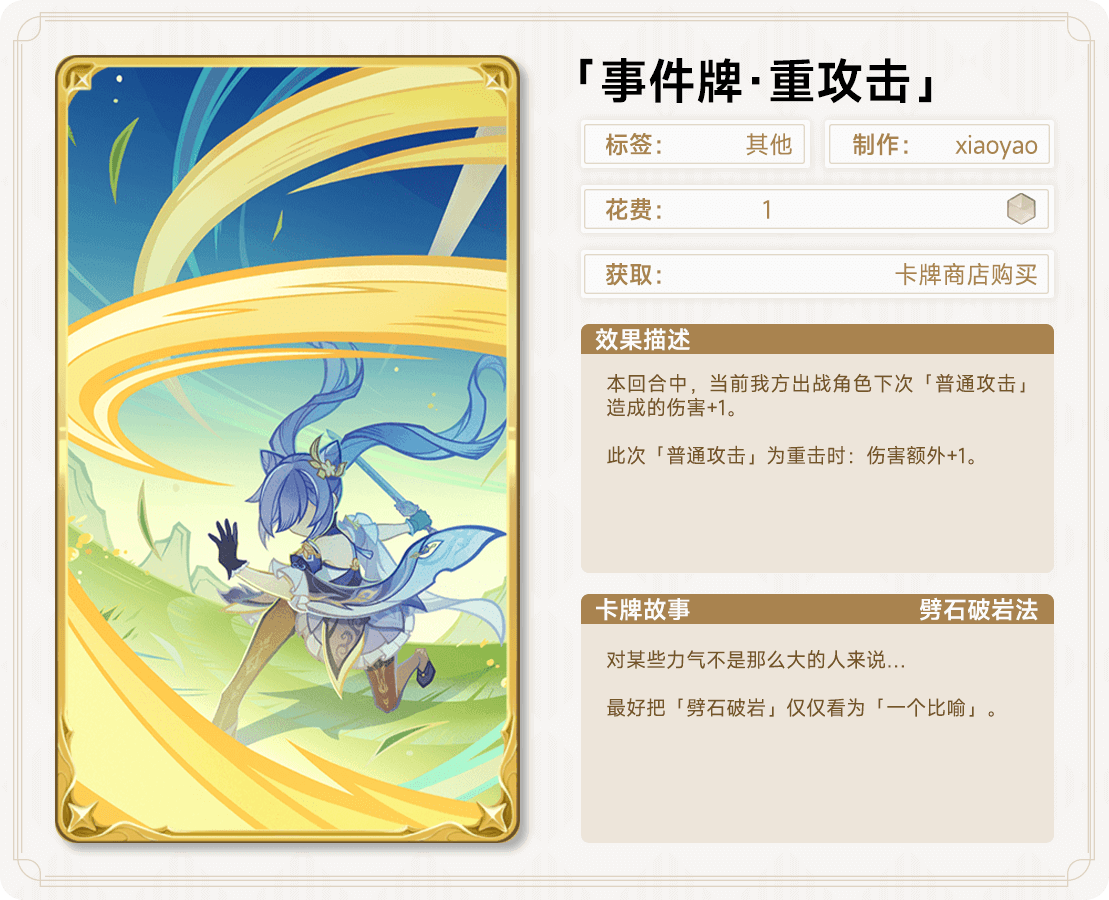 「事件牌·重攻击」
标签： 其他 制作： xiaoyao
花费： 1
获取： 卡牌商店购买
效果描述
本回合中，当前我方出战角色下次「普通攻击」
造成的伤害+1。
此次「普通攻击」为重击时：伤害额外+1。
卡牌故事 劈石破岩法
对某些力气不是那么大的人来说…
最好把「劈石破岩」仅仅看为「一个比喻」。